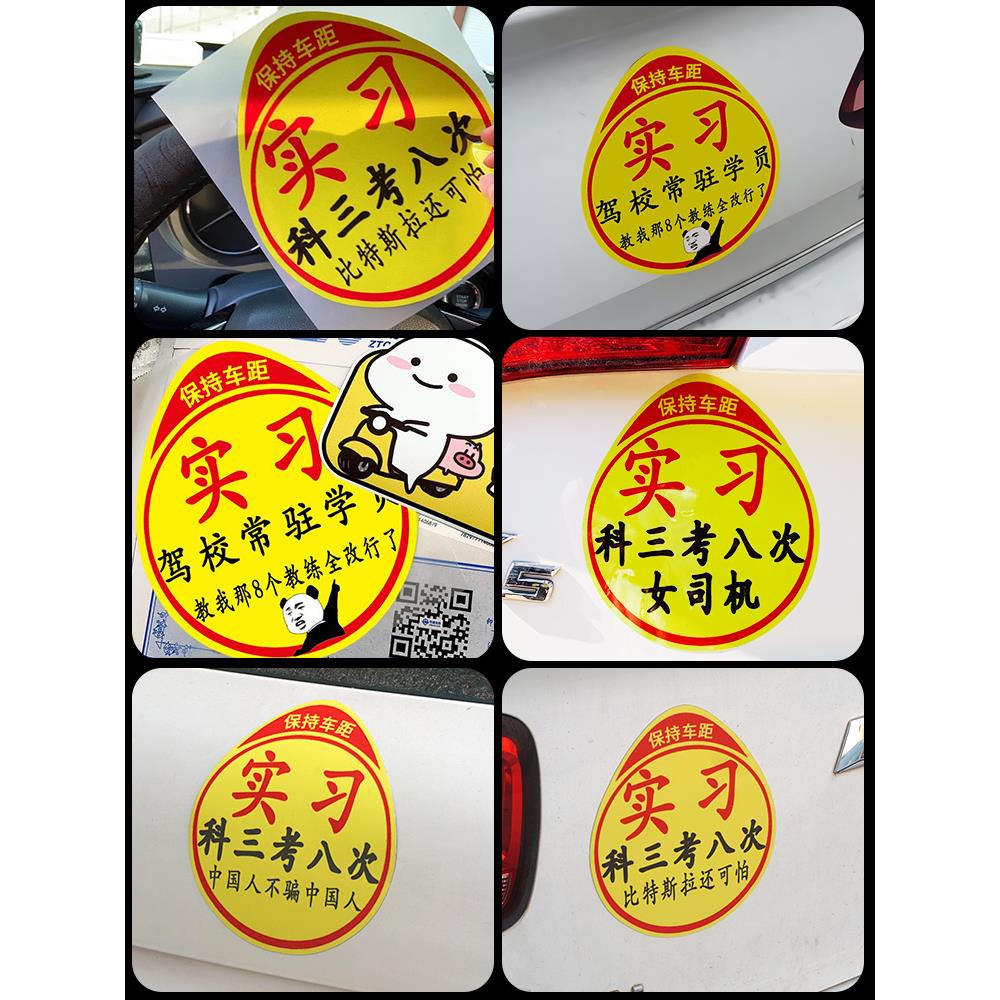 保持车距
实习
科三考八次
比特斯拉还可怕
START
STOP
保持车距
实习
驾校常驻学员
教我那8个教练全改行了
ZTC
保持车距
实习
驾校常驻学
教我那8个教练全改行了
保持车距
实习
科三考八次
女司机
5
保持车距
实习
科三考八次
中国人不骗中国人
保持车距
实习
科三考八次
比特斯拉还可怕